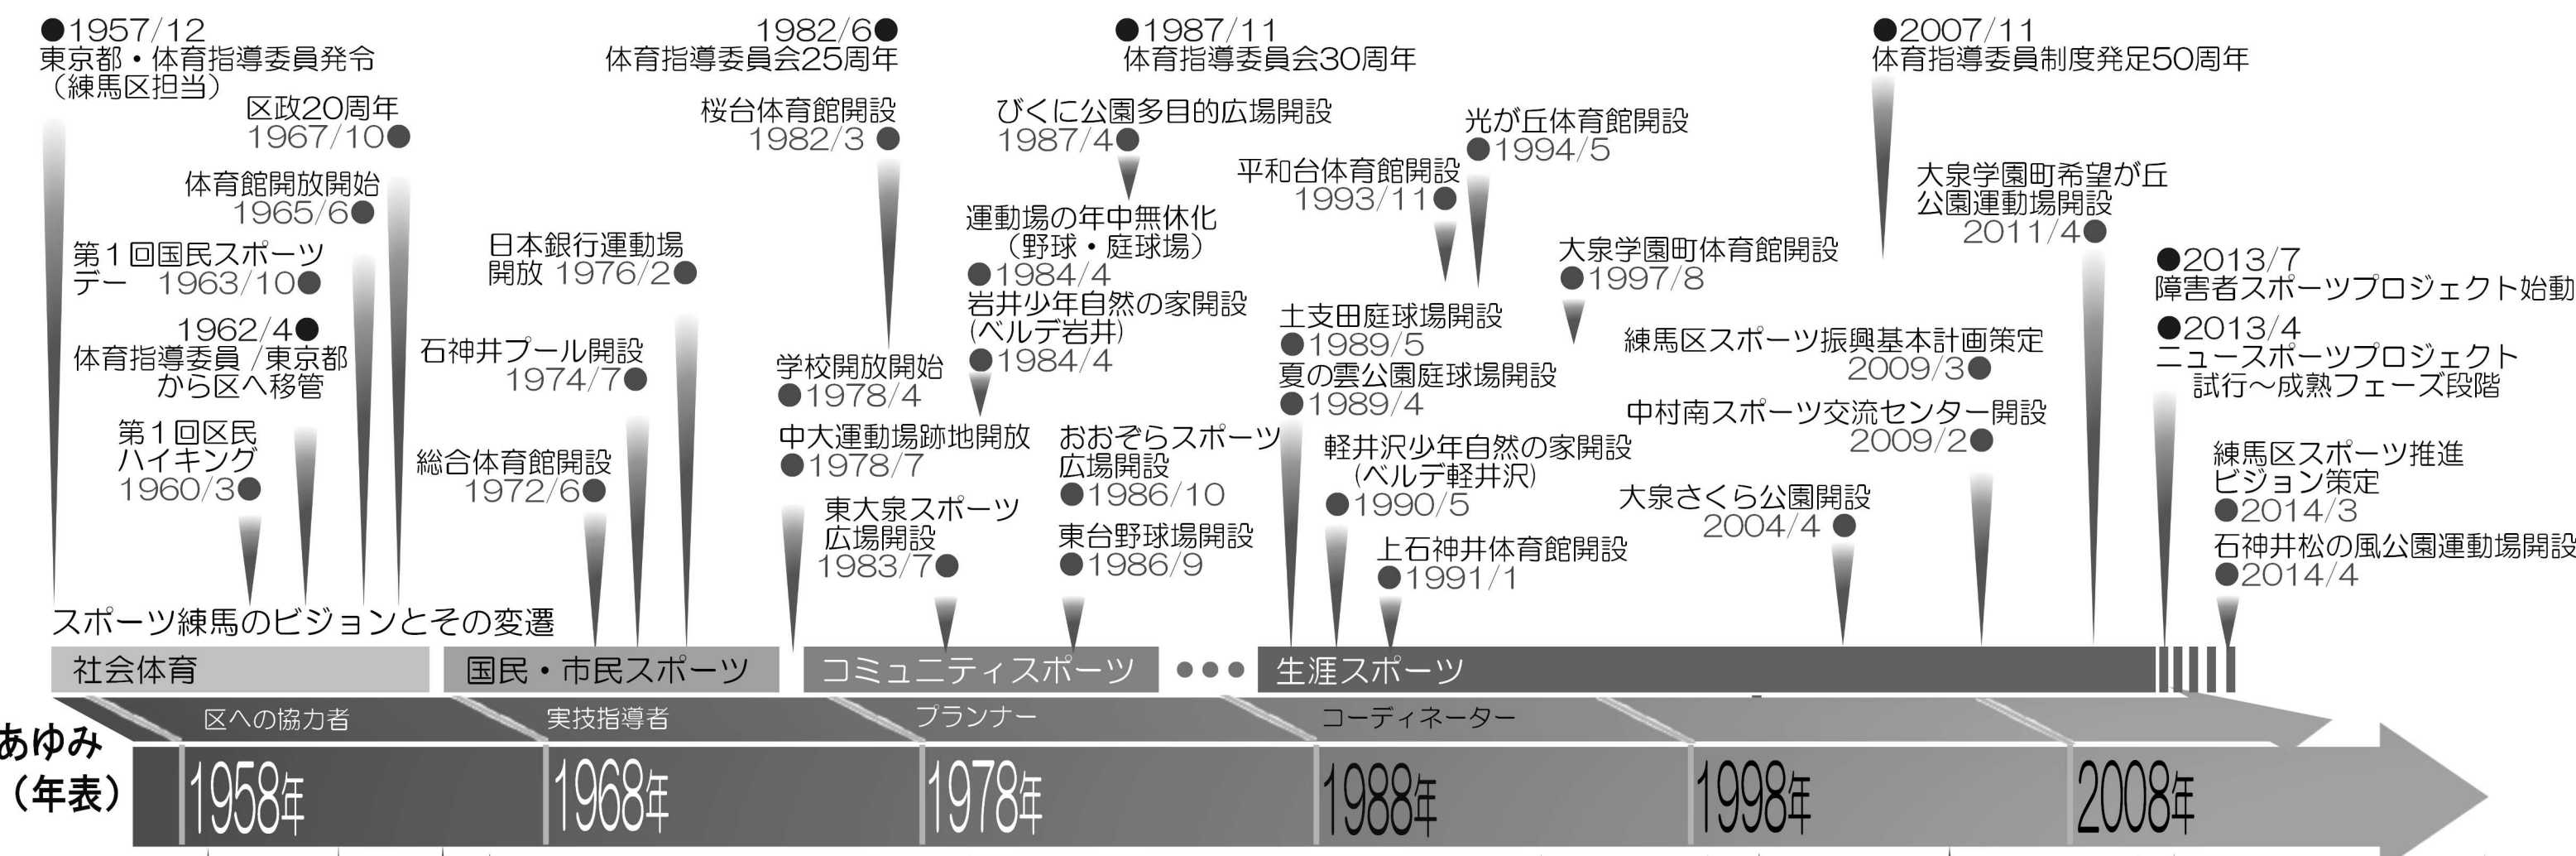 ●1957/12
東京都・体育指導委員発令
（練馬区担当）
区政20周年
1967/10●
体育館開放開始
1965/6●
第１回国民スポーツ
デー　1963/10●
1962/4●
体育指導委員 /東京都
から区へ移管
第１回区民
ハイキング
1960/3●
日本銀行運動場
開放 1976/2●
石神井プール開設
1974/7●
総合体育館開設
1972/6●
1982/6●
体育指導委員会25周年
桜台体育館開設
1982/3 ●
学校開放開始
●1978/4
中大運動場跡地開放
●1978/7
東大泉スポーツ
広場開設
1983/7●
●1987/11
体育指導委員会30周年
びくに公園多目的広場開設
1987/4●
運動場の年中無休化
（野球・庭球場）
●1984/4
岩井少年自然の家開設
(ベルデ岩井)
●1984/4
おおぞらスポーツ
広場開設
●1986/10
東台野球場開設
●1986/9
光が丘体育館開設
●1994/5
平和台体育館開設
1993/11●
大泉学園町体育館開設
●1997/8
土支田庭球場開設
●1989/5
夏の雲公園庭球場開設
●1989/4
軽井沢少年自然の家開設
(ベルデ軽井沢)
●1990/5
上石神井体育館開設
●1991/1
●2007/11
体育指導委員制度発足50周年
大泉学園町希望が丘
公園運動場開設
2011/4●
練馬区スポーツ振興基本計画策定
2009/3●
中村南スポーツ交流センター開設
2009/2●
大泉さくら公園開設
2004/4 ●
●2013/7
障害者スポーツプロジェクト始動
●2013/4
ニュースポーツプロジェクト
試行～成熟フェーズ段階
練馬区スポーツ推進
ビジョン策定
●2014/3
石神井松の風公園運動場開設
●2014/4
スポーツ練馬のビジョンとその変遷
社会体育
国民・市民スポーツ
コミュニティスポーツ
●●●
生涯スポーツ
区への協力者
実技指導者
プランナー
コーディネーター
あゆみ
（年表）
1958年
1968年
1978年
1988年
1998年
2008年